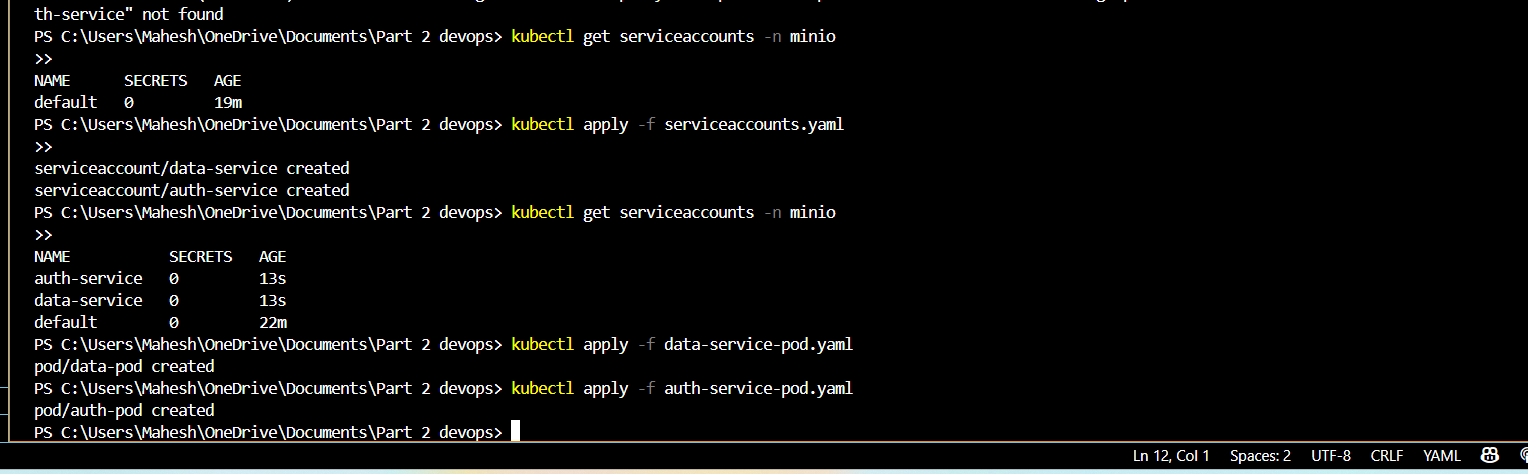 th-service" not found
PS C:\Users\Mahesh\OneDrive\Documents\Part 2 devops> kubectl get serviceaccounts -n minio
>>
NAME      SECRETS   AGE
default   0         19m
PS C:\Users\Mahesh\OneDrive\Documents\Part 2 devops> kubectl apply -f serviceaccounts.yaml
>>
serviceaccount/data-service created
serviceaccount/auth-service created
PS C:\Users\Mahesh\OneDrive\Documents\Part 2 devops> kubectl get serviceaccounts -n minio
>>
NAME           SECRETS   AGE
auth-service   0         13s
data-service   0         13s
default        0         22m
PS C:\Users\Mahesh\OneDrive\Documents\Part 2 devops> kubectl apply -f data-service-pod.yaml
pod/data-pod created
PS C:\Users\Mahesh\OneDrive\Documents\Part 2 devops> kubectl apply -f auth-service-pod.yaml
pod/auth-pod created
PS C:\Users\Mahesh\OneDrive\Documents\Part 2 devops>
Ln 12, Col 1   Spaces: 2   UTF-8   CRLF   YAML